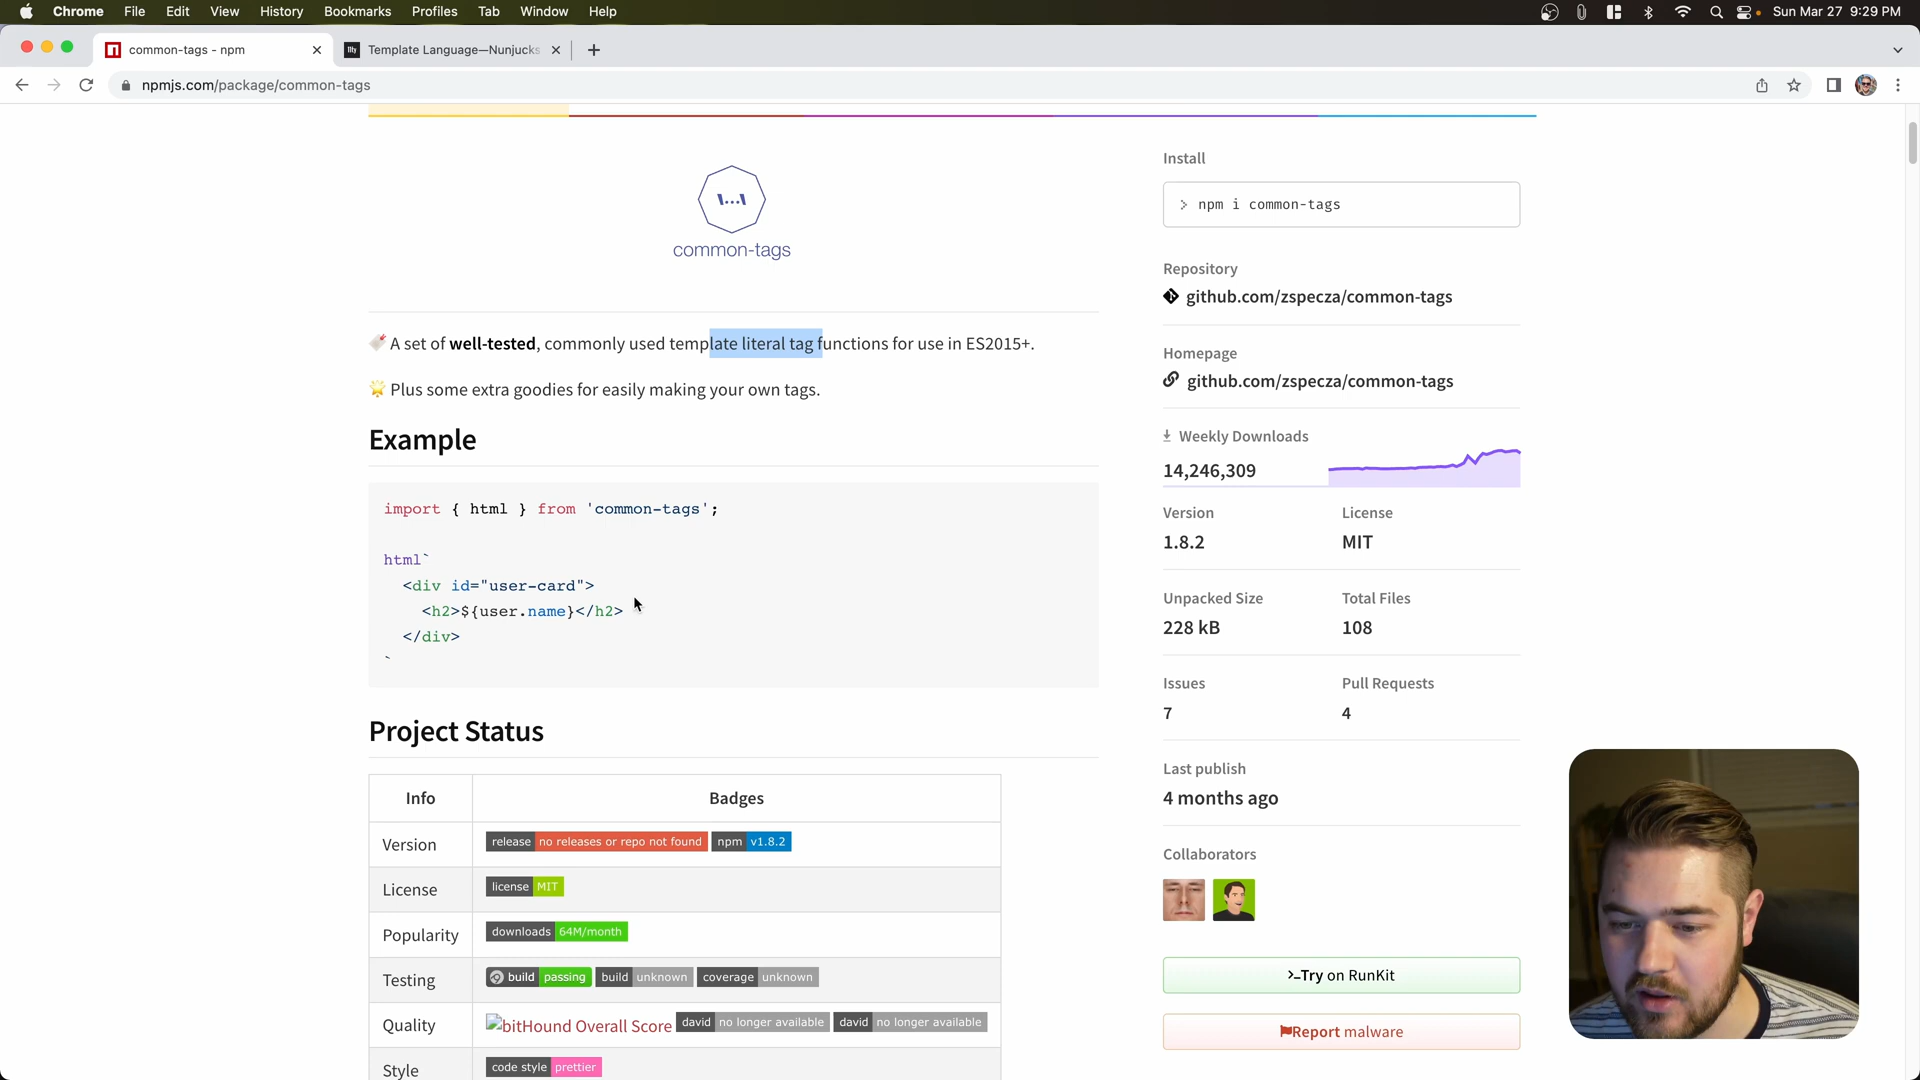 Chrome File Edit View History Bookmarks Profiles Tab Window Help Sun Mar 27 9:29 PM
common-tags - npm
11ty Template Language—Nunjucks
npmjs.com/package/common-tags
\...\
common-tags
A set of well-tested, commonly used template literal tag functions for use in ES2015+.
Plus some extra goodies for easily making your own tags.
Example
import { html } from 'common-tags';
html`
<div id="user-card">
<h2>${user.name}</h2>
</div>
`
Project Status
Info Badges
Version release no releases or repo not found npm v1.8.2
License license MIT
Popularity downloads 64M/month
Testing build passing build unknown coverage unknown
Quality bitHound Overall Score david no longer available david no longer available
Style code style prettier
Install
> npm i common-tags
Repository
github.com/zspecza/common-tags
Homepage
github.com/zspecza/common-tags
Weekly Downloads
14,246,309
Version License
1.8.2 MIT
Unpacked Size Total Files
228 kB 108
Issues Pull Requests
7 4
Last publish
4 months ago
Collaborators
>-Try on RunKit
Report malware